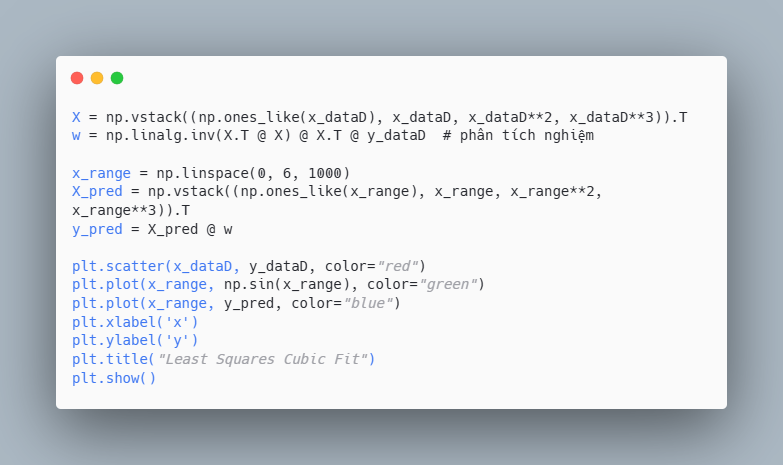 X = np.vstack((np.ones_like(x_dataD), x_dataD, x_dataD**2, x_dataD**3)).T
w = np.linalg.inv(X.T @ X) @ X.T @ y_dataD  # phân tích nghiệm
x_range = np.linspace(0, 6, 1000)
X_pred = np.vstack((np.ones_like(x_range), x_range, x_range**2,
x_range**3)).T
y_pred = X_pred @ w
plt.scatter(x_dataD, y_dataD, color="red")
plt.plot(x_range, np.sin(x_range), color="green")
plt.plot(x_range, y_pred, color="blue")
plt.xlabel('x')
plt.ylabel('y')
plt.title("Least Squares Cubic Fit")
plt.show()